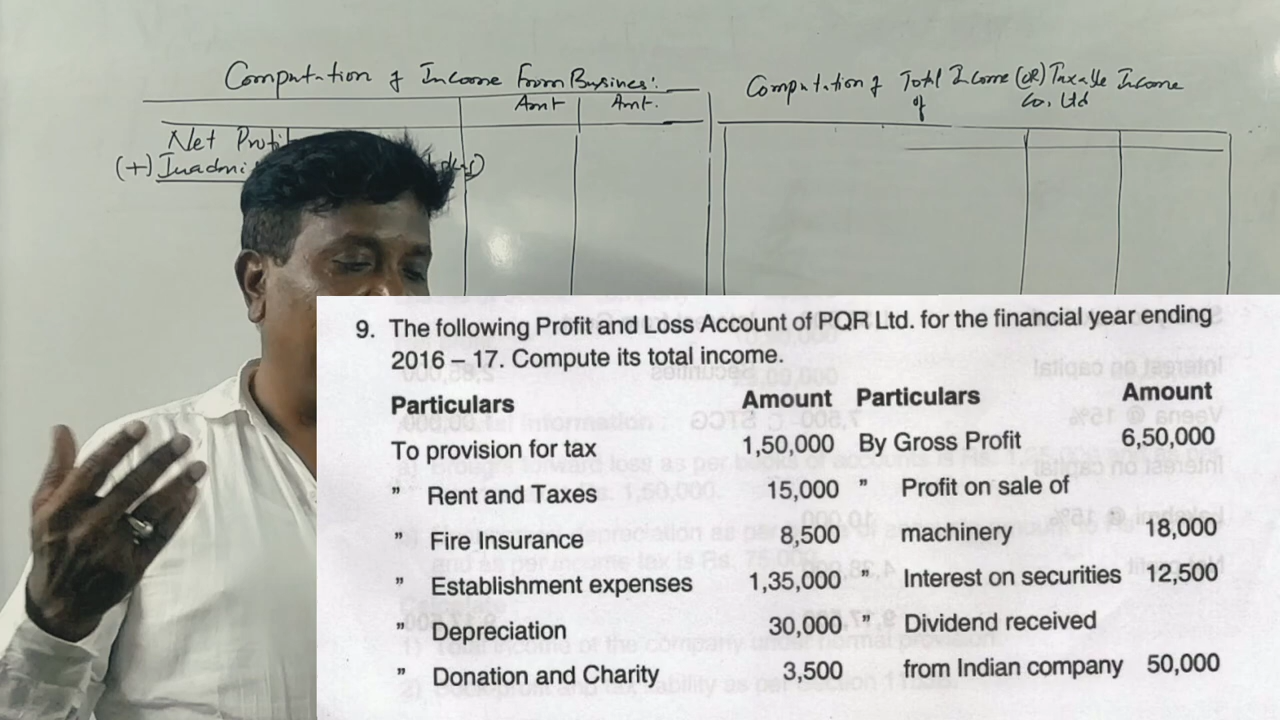 Computation of Income From Business:
Amt Amt.
Net Profit
(+) Inadmi
Computation of Total Income (OR) Taxable Income
of Co, Ltd
9. The following Profit and Loss Account of PQR Ltd. for the financial year ending
2016 – 17. Compute its total income.
Particulars Amount Particulars Amount
To provision for tax 1,50,000 By Gross Profit 6,50,000
" Rent and Taxes 15,000 " Profit on sale of
" Fire Insurance 8,500 machinery 18,000
" Establishment expenses 1,35,000 " Interest on securities 12,500
" Depreciation 30,000 " Dividend received
" Donation and Charity 3,500 from Indian company 50,000